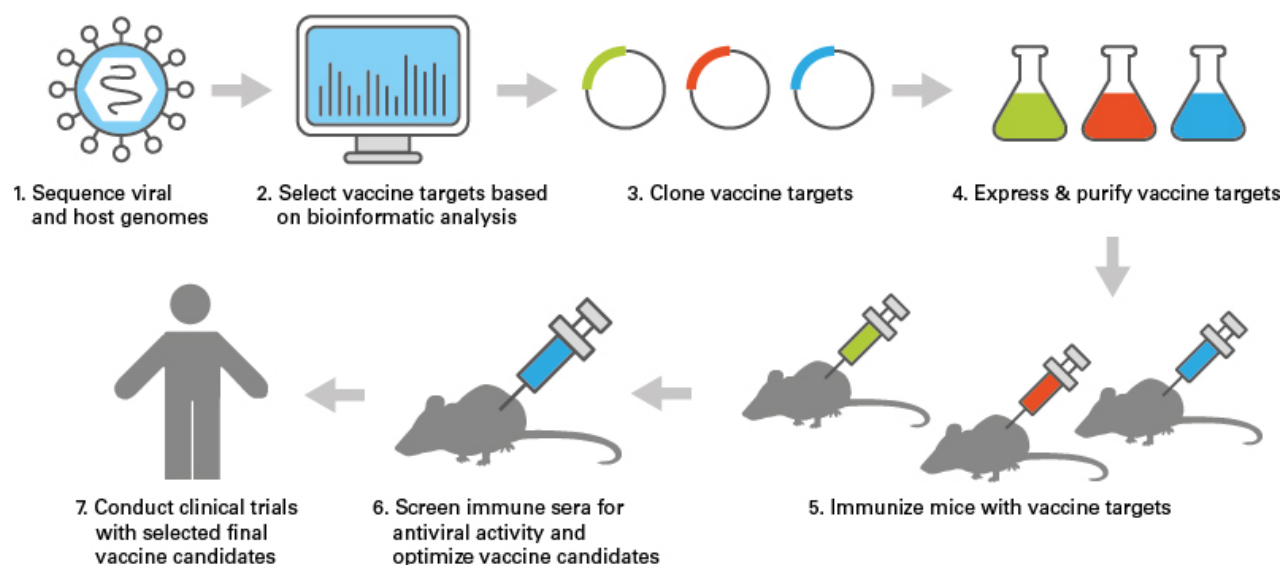 1. Sequence viral
and host genomes
2. Select vaccine targets based
on bioinformatic analysis
3. Clone vaccine targets
4. Express & purify vaccine targets
5. Immunize mice with vaccine targets
6. Screen immune sera for
antiviral activity and
optimize vaccine candidates
7. Conduct clinical trials
with selected final
vaccine candidates